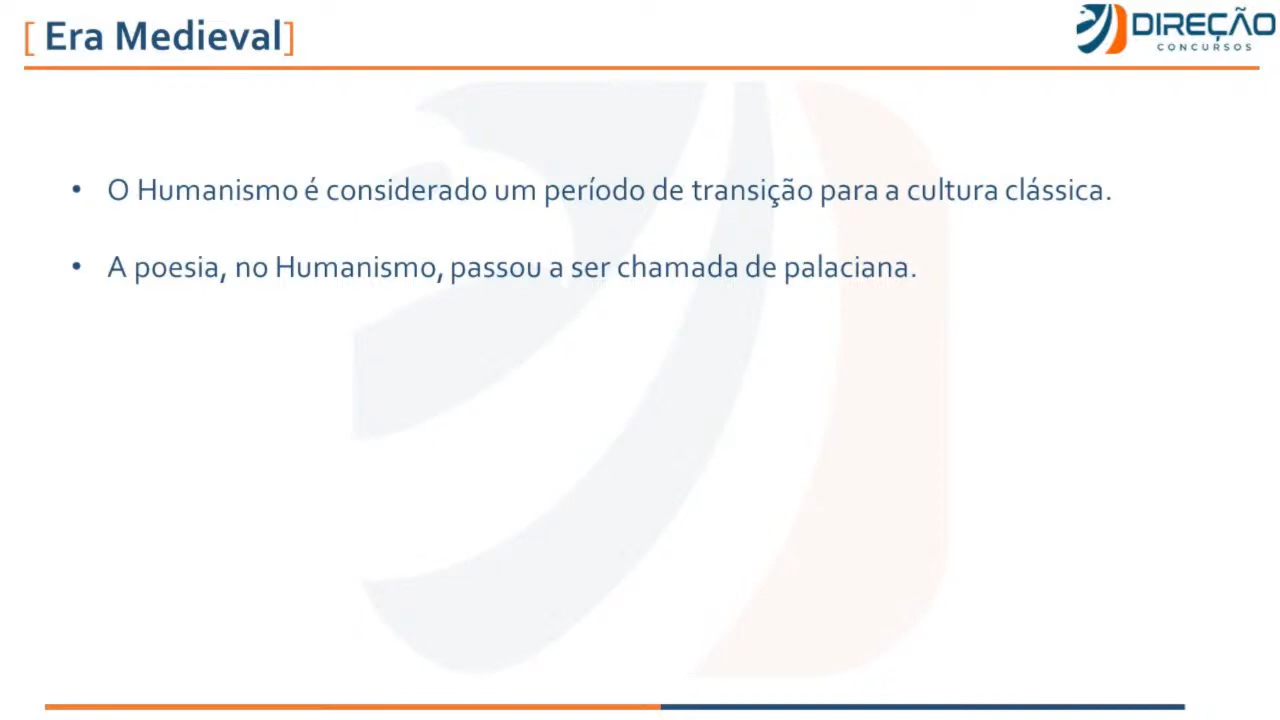 [ Era Medieval]
DIREÇÃO
CONCURSOS
• O Humanismo é considerado um período de transição para a cultura clássica.
• A poesia, no Humanismo, passou a ser chamada de palaciana.